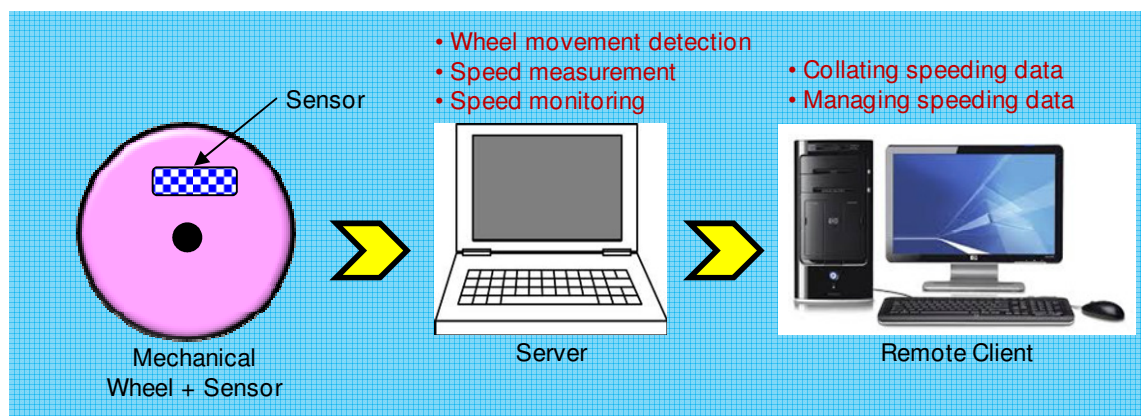 Sensor
Mechanical
Wheel + Sensor
• Wheel movement detection
• Speed measurement
• Speed monitoring
Server
• Collating speeding data
• Managing speeding data
Remote Client